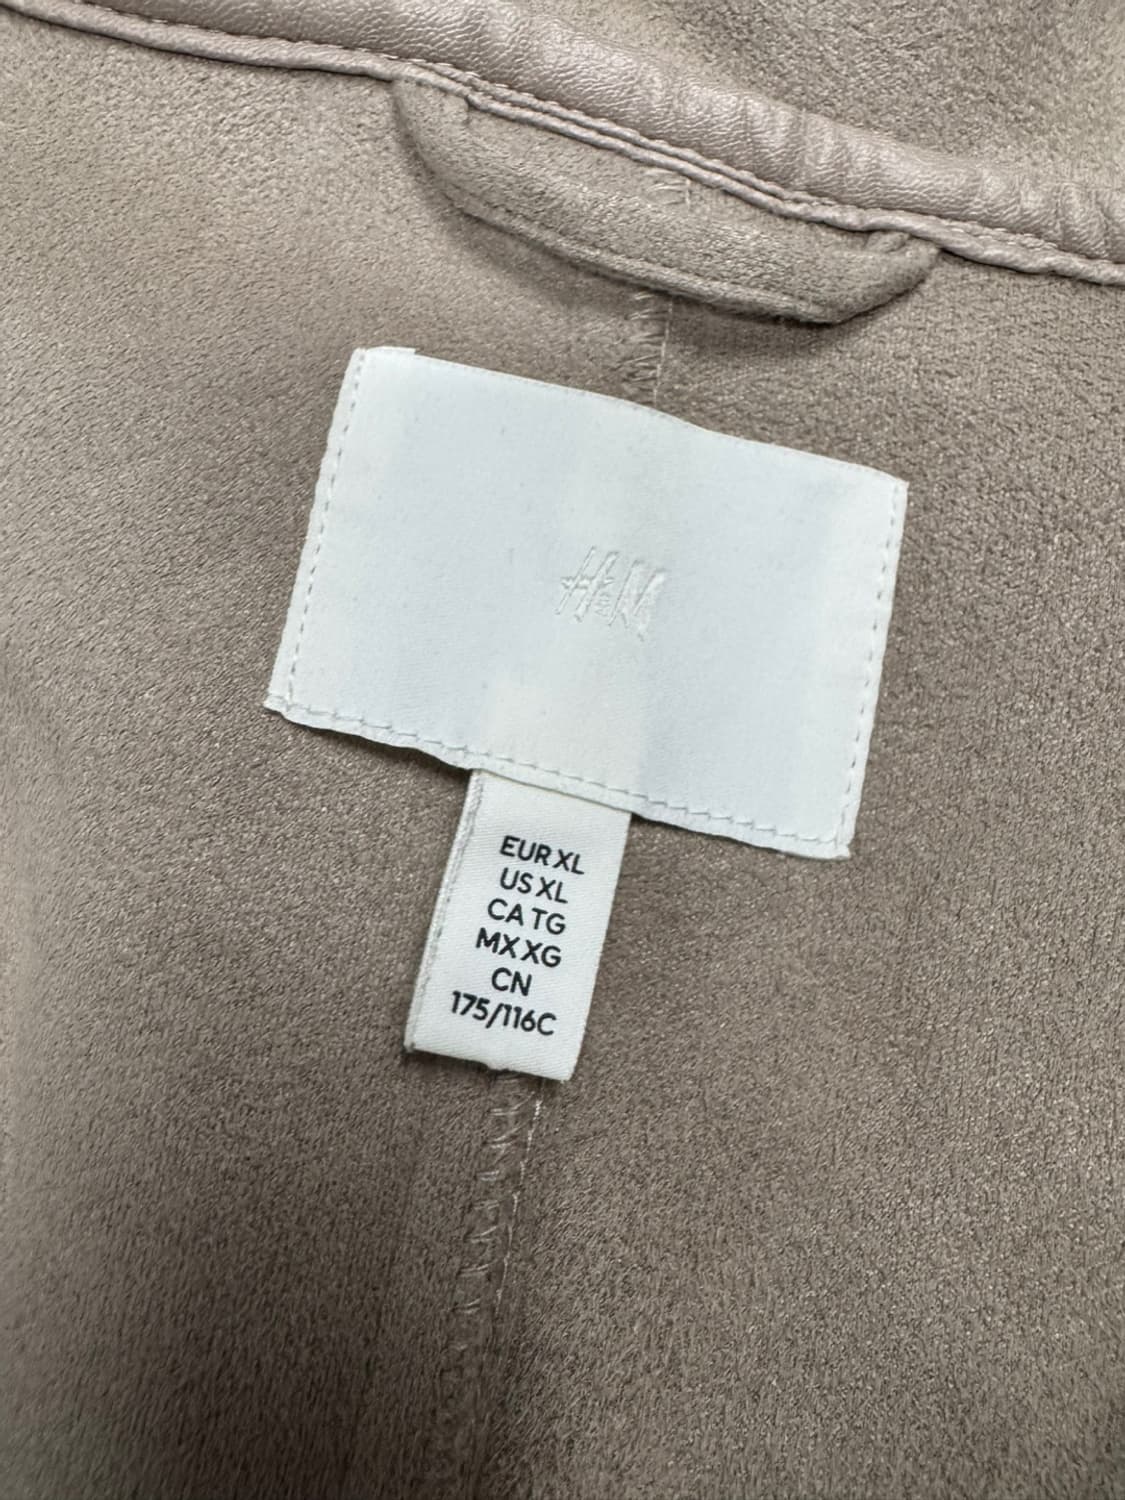 H&M
EUR XL
US XL
CA TG
MX XG
CN
175/116C